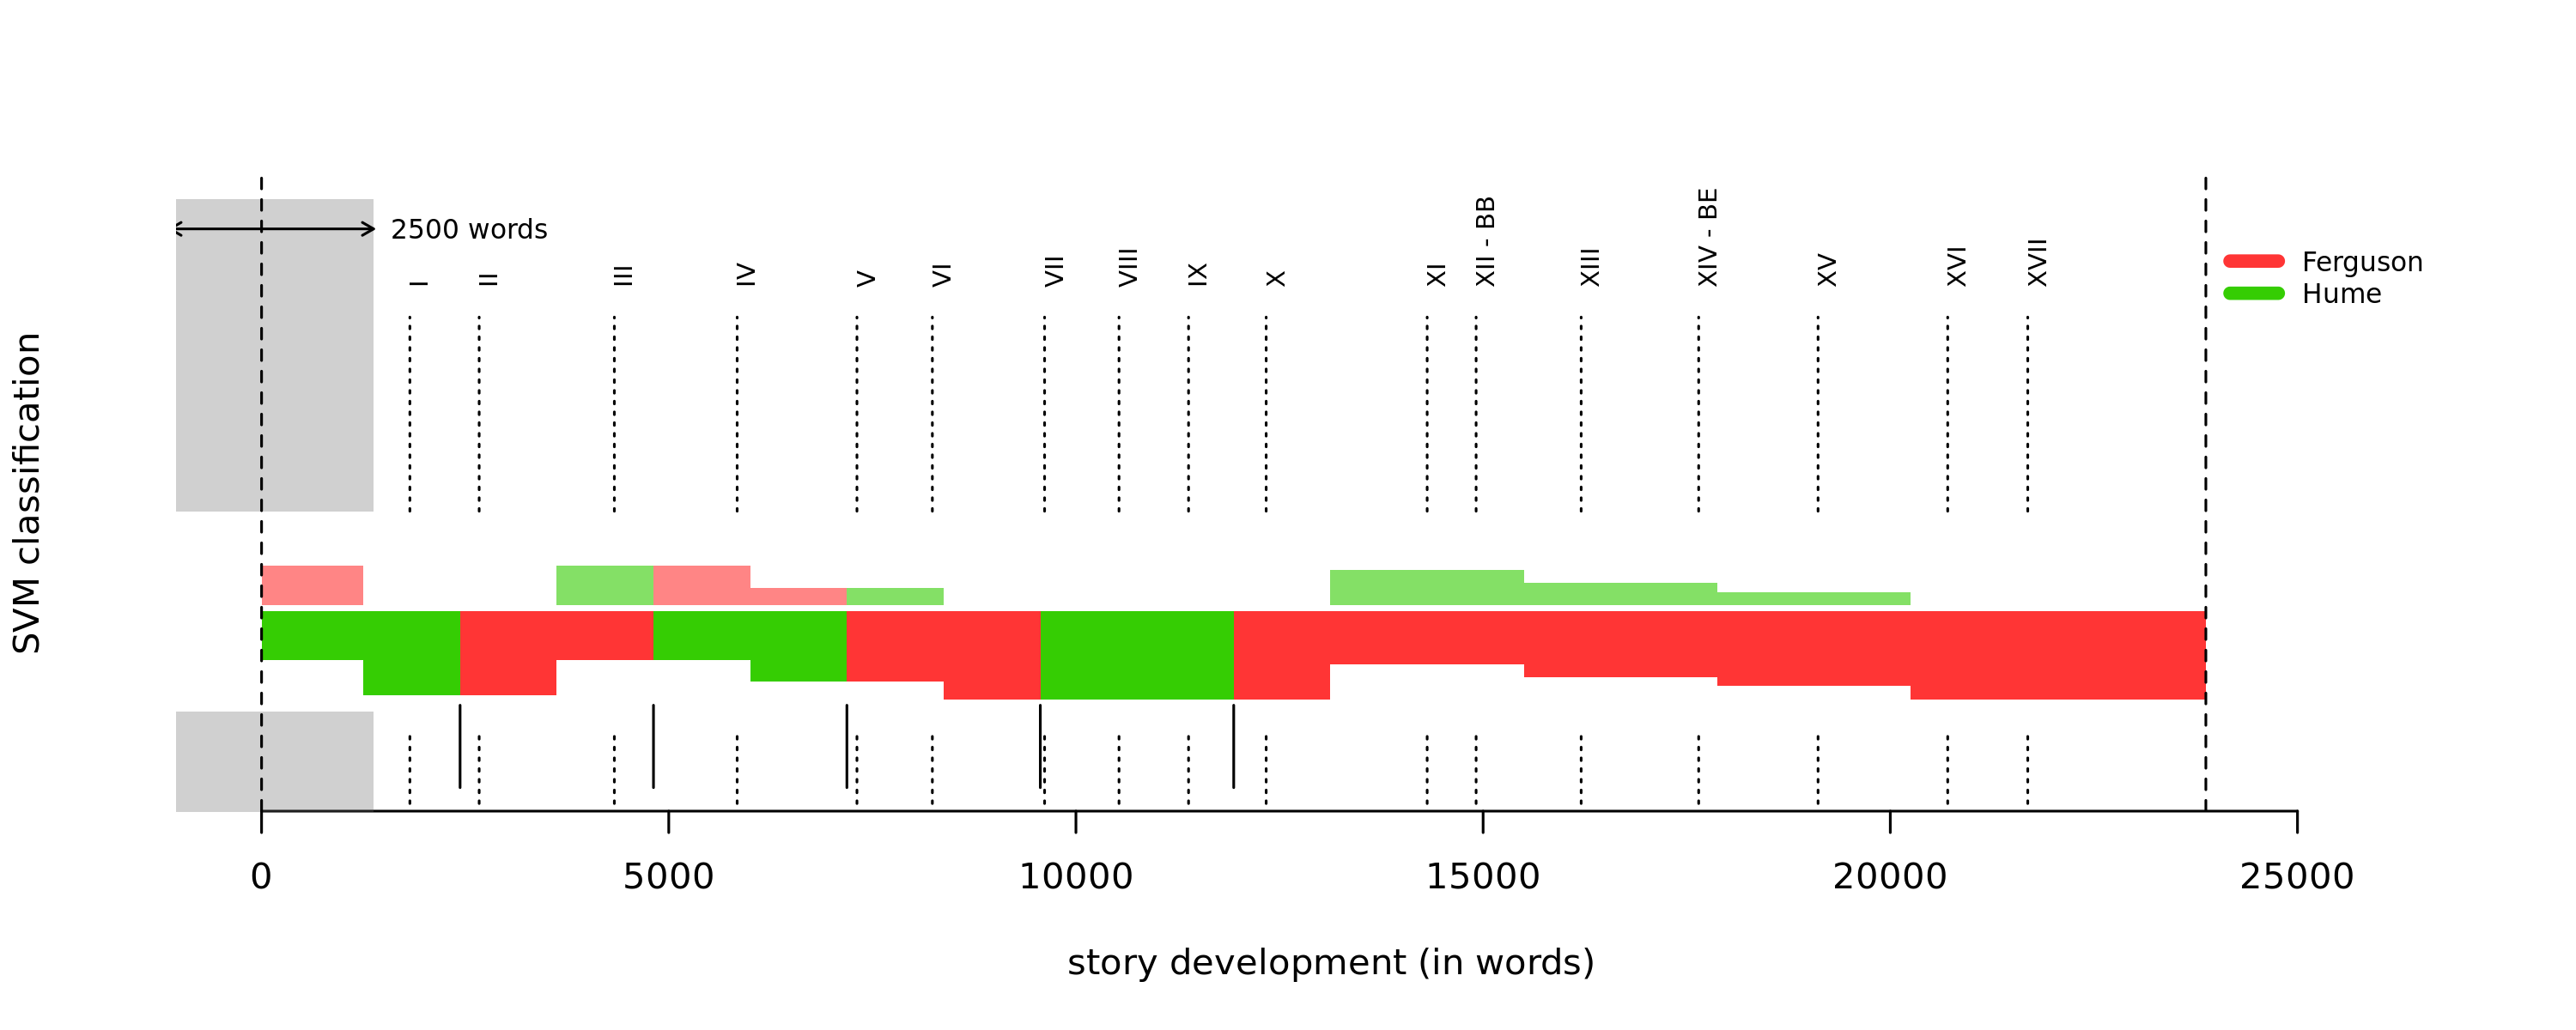 2500 words
I
II
III
IV
V
VI
VII
VIII
IX
X
XI
XII - BB
XIII
XIV - BE
XV
XVI
XVII
Ferguson
Hume
SVM classification
0
5000
10000
15000
20000
25000
story development (in words)